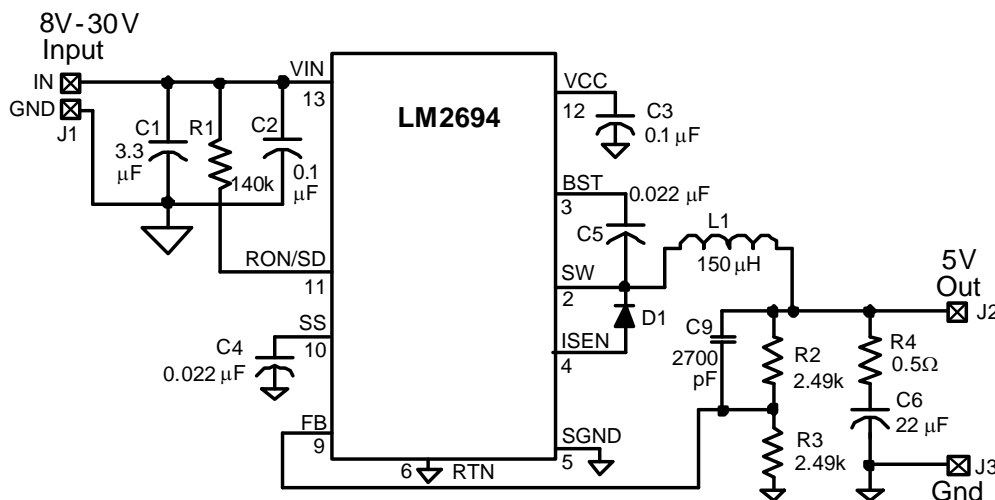 8V-30V
Input
IN
GND
J1
C1
3.3
μF
R1
140k
C2
0.1
μF
VIN
13
LM2694
VCC
12
C3
0.1 μF
BST
3
0.022 μF
C5
L1
150 μH
SW
2
D1
ISEN
4
RON/SD
11
SS
10
C4
0.022 μF
FB
9
6
RTN
SGND
5
C9
2700
pF
R2
2.49k
R3
2.49k
R4
0.5Ω
C6
22 μF
5V
Out
J2
J3
Gnd